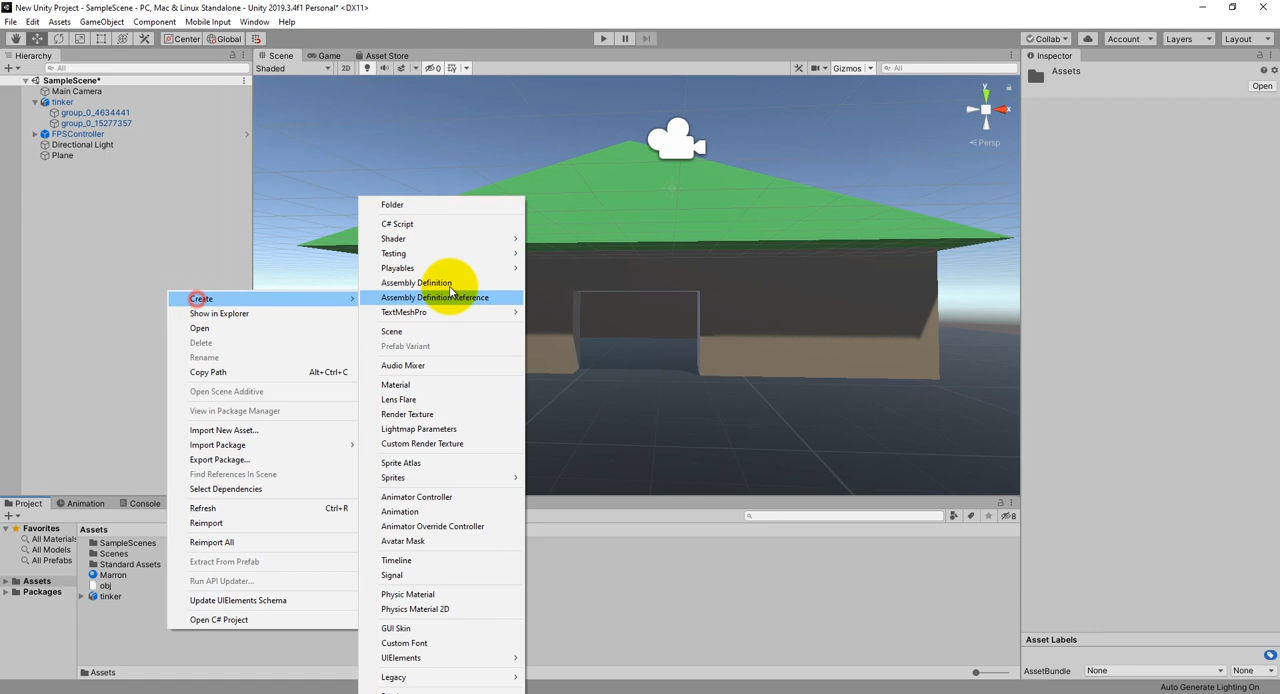 New Unity Project - SampleScene - PC, Mac & Linux Standalone - Unity 2019.3.4f1 Personal* <DX11>
File Edit Assets GameObject Component Mobile Input Window Help
Center Global Collab Account Layers Layout
Hierarchy
All
SampleScene*
Main Camera
tinker
group_0_4634441
group_0_15277357
FPSController
Directional Light
Plane
Scene Game Asset Store
Shaded 2D 0 Gizmos All
y
x
Persp
Inspector
Assets
Open
Create
Show in Explorer
Open
Delete
Rename
Copy Path Alt+Ctrl+C
Open Scene Additive
View in Package Manager
Import New Asset...
Import Package
Export Package...
Find References In Scene
Select Dependencies
Refresh Ctrl+R
Reimport
Reimport All
Extract From Prefab
Run API Updater...
Update UIElements Schema
Open C# Project
Folder
C# Script
Shader
Testing
Playables
Assembly Definition
Assembly Definition Reference
TextMeshPro
Scene
Prefab Variant
Audio Mixer
Material
Lens Flare
Render Texture
Lightmap Parameters
Custom Render Texture
Sprite Atlas
Sprites
Animator Controller
Animation
Animator Override Controller
Avatar Mask
Timeline
Signal
Physic Material
Physics Material 2D
GUI Skin
Custom Font
UIElements
Legacy
Project Animation Console
8
Favorites
All Materials
All Models
All Prefabs
Assets
Packages
Assets
SampleScenes
Scenes
Standard Assets
Marron
obj
tinker
Assets
Asset Labels
AssetBundle None None
Auto Generate Lighting On